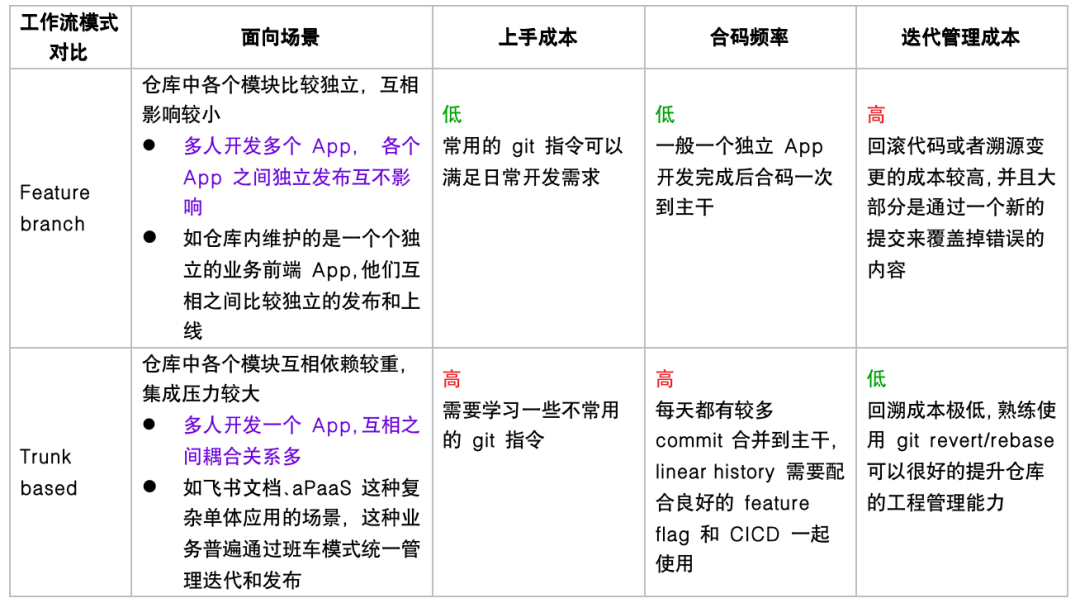 工作流模式
对比
面向场景
上手成本
合码频率
迭代管理成本
Feature
branch
仓库中各个模块比较独立，互相
影响较小
● 多人开发多个 App， 各个
App 之间独立发布互不影
响
● 如仓库内维护的是一个个独
立的业务前端 App,他们互
相之间比较独立的发布和上
线
低
常用的 git 指令可以
满足日常开发需求
低
一般一个独立 App
开发完成后合码一次
到主干
高
回滚代码或者溯源变
更的成本较高,并且大
部分是通过一个新的
提交来覆盖掉错误的
内容
Trunk
based
仓库中各个模块互相依赖较重，
集成压力较大
● 多人开发一个 App,互相之
间耦合关系多
● 如飞书文档、aPaaS 这种复
杂单体应用的场景，这种业
务普遍通过班车模式统一管
理迭代和发布
高
需要学习一些不常用
的 git 指令
高
每天都有较多
commit 合并到主干，
linear history 需要配
合良好的 feature
flag 和 CICD 一起
使用
低
回溯成本极低,熟练使
用 git revert/rebase
可以很好的提升仓库
的工程管理能力